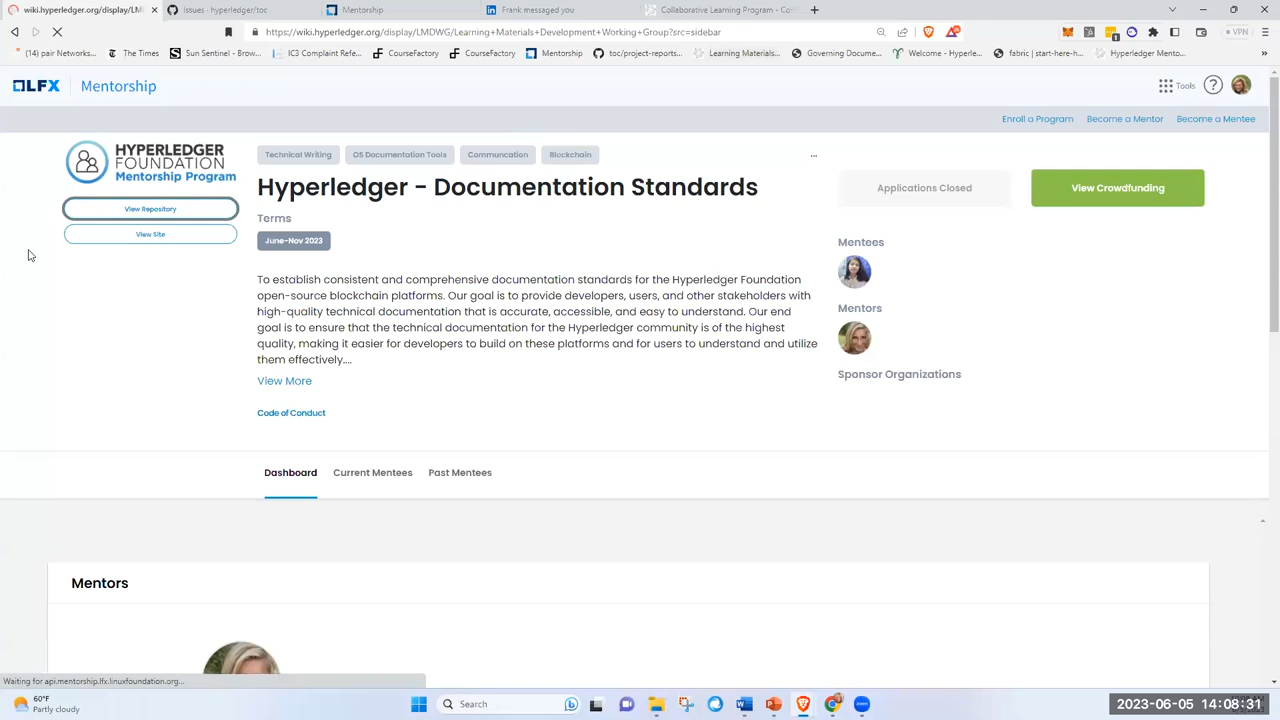 wiki.hyperledger.org/display/LM
Issues · hyperledger/toc
Mentorship
Frank messaged you
Collaborative Learning Program - Con
https://wiki.hyperledger.org/display/LMDWG/Learning+Materials+Development+Working+Group?src=sidebar
VPN
(14) pair Networks...
The Times
Sun Sentinel - Brow...
IC3 Complaint Refe...
CourseFactory
CourseFactory
Mentorship
toc/project-reports...
Learning Materials...
Governing Docume...
Welcome - Hyperle...
fabric | start-here-h...
Hyperledger Mento...
LFX
Mentorship
Tools
?
Enroll a Program
Become a Mentor
Become a Mentee
HYPERLEDGER
FOUNDATION
Mentorship Program
View Repository
View Site
Technical Writing
OS Documentation Tools
Communcation
Blockchain
...
Hyperledger - Documentation Standards
Terms
June-Nov 2023
To establish consistent and comprehensive documentation standards for the Hyperledger Foundation
open-source blockchain platforms. Our goal is to provide developers, users, and other stakeholders with
high-quality technical documentation that is accurate, accessible, and easy to understand. Our end
goal is to ensure that the technical documentation for the Hyperledger community is of the highest
quality, making it easier for developers to build on these platforms and for users to understand and utilize
them effectively....
View More
Code of Conduct
Applications Closed
View Crowdfunding
Mentees
Mentors
Sponsor Organizations
Dashboard
Current Mentees
Past Mentees
Mentors
Waiting for api.mentorship.lfx.linuxfoundation.org...
60°F
Partly cloudy
Search
2023-06-05 14:08:31